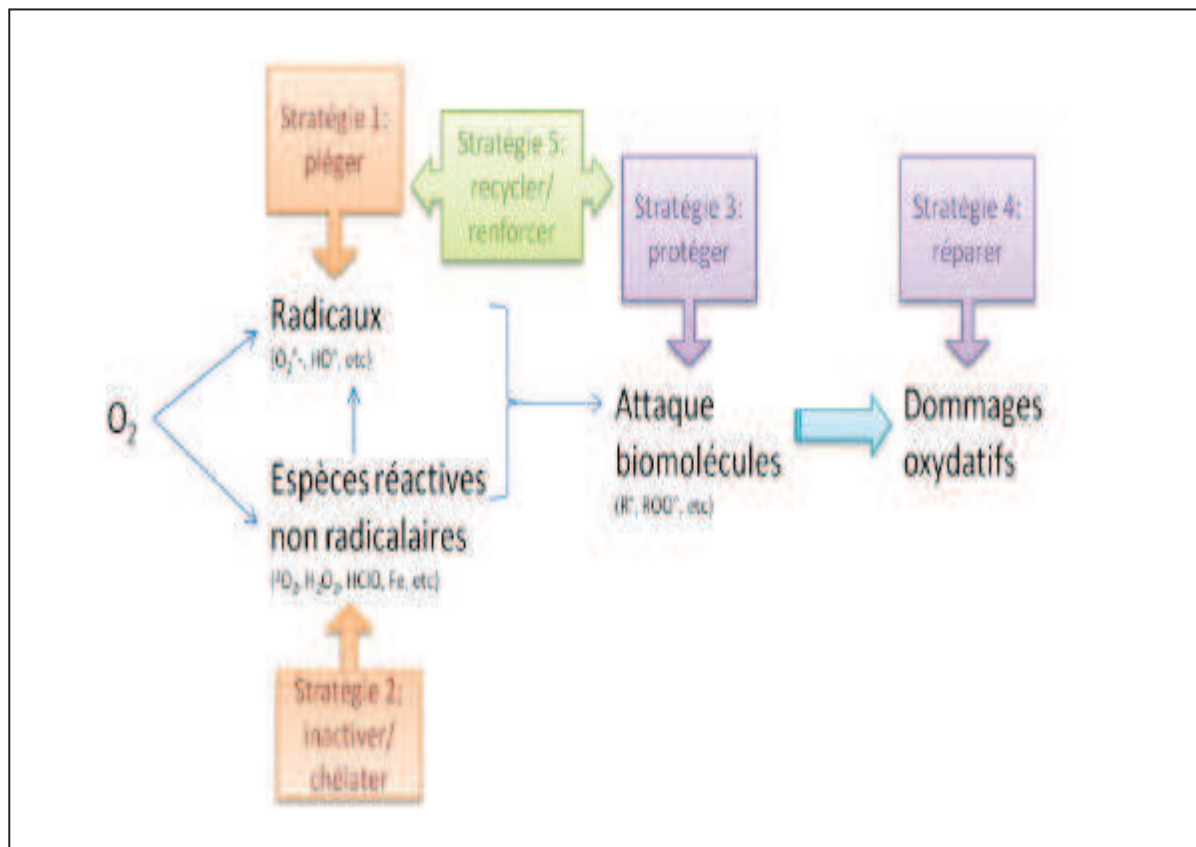 Stratégie 1:
piéger
Stratégie 5:
recycler/
renforcer
Stratégie 3:
protéger
Stratégie 4:
réparer
Radicaux
(O₂°-, HO°, etc)
O₂
Espèces réactives
non radicalaires
(¹O₂, H₂O₂, HClO, Fe, etc)
Attaque
biomolécules
(R°, ROO°, etc)
Dommages
oxydatifs
Stratégie 2:
inactiver/
chélater